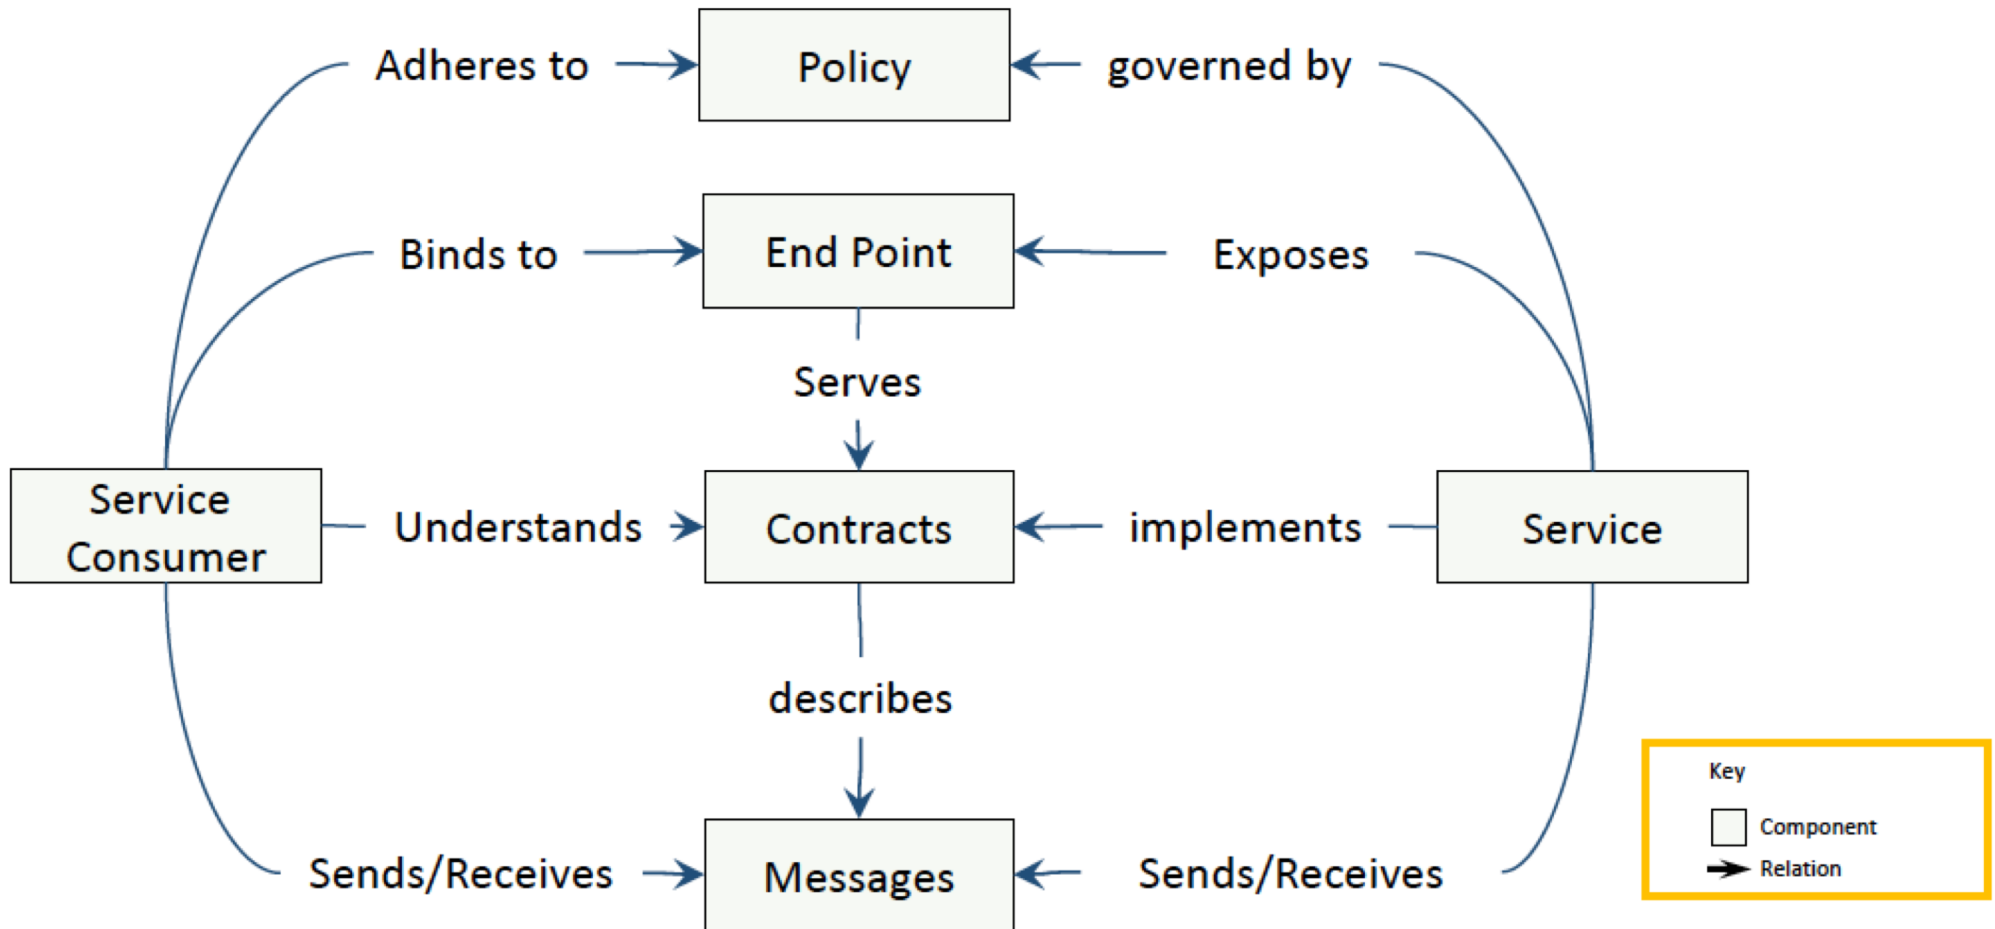 Adheres to
Policy
governed by
Binds to
End Point
Exposes
Serves
Service
Consumer
Understands
Contracts
implements
Service
describes
Sends/Receives
Messages
Sends/Receives
Key
Component
Relation